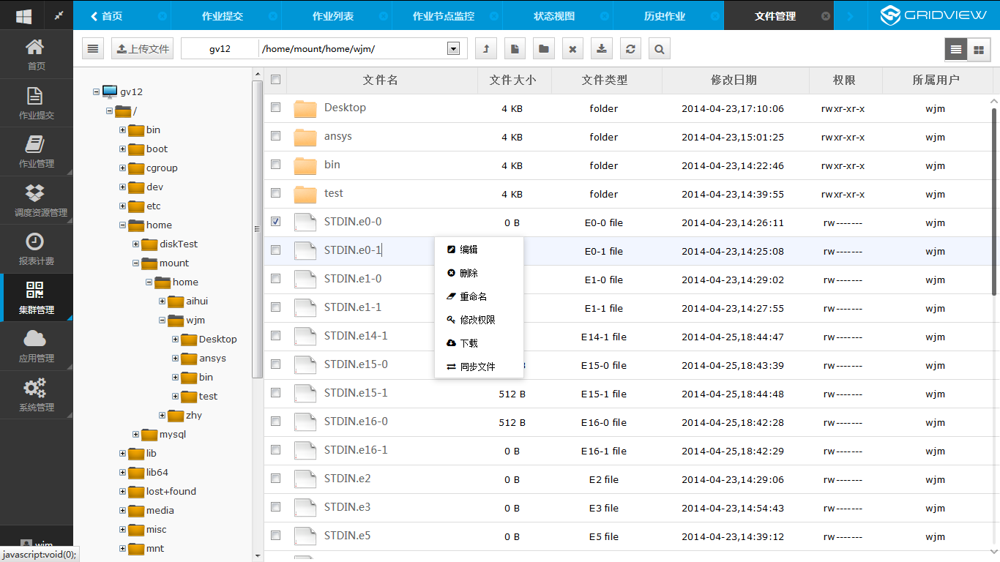 首页 作业提交 作业列表 作业节点监控 状态视图 历史作业 文件管理 GRIDVIEW
上传文件 gv12 /home/mount/home/wjm/
首页
作业提交
作业管理
调度资源管理
报表计费
集群管理
应用管理
系统管理
wjm
javascript:void(0);
gv12
/
bin
boot
cgroup
dev
etc
home
diskTest
mount
home
aihui
wjm
Desktop
ansys
bin
test
zhy
mysql
lib
lib64
lost+found
media
misc
mnt
文件名 文件大小 文件类型 修改日期 权限 所属用户
Desktop 4 KB folder 2014-04-23,17:10:06 rwxr-xr-x wjm
ansys 4 KB folder 2014-04-23,15:01:25 rwxr-xr-x wjm
bin 4 KB folder 2014-04-23,14:22:46 rwxr-xr-x wjm
test 4 KB folder 2014-04-23,14:39:55 rwxr-xr-x wjm
STDIN.e0-0 0 B E0-0 file 2014-04-23,14:26:11 rw------- wjm
STDIN.e0-1 E0-1 file 2014-04-23,14:25:08 rw------- wjm
STDIN.e1-0 E1-0 file 2014-04-23,14:29:02 rw------- wjm
STDIN.e1-1 E1-1 file 2014-04-23,14:27:55 rw------- wjm
STDIN.e14-1 E14-1 file 2014-04-25,18:44:47 rw------- wjm
STDIN.e15-0 E15-0 file 2014-04-25,18:43:39 rw------- wjm
STDIN.e15-1 512 B E15-1 file 2014-04-25,18:44:48 rw------- wjm
STDIN.e16-0 512 B E16-0 file 2014-04-25,18:42:28 rw------- wjm
STDIN.e16-1 0 B E16-1 file 2014-04-25,18:42:29 rw------- wjm
STDIN.e2 0 B E2 file 2014-04-23,14:29:06 rw------- wjm
STDIN.e3 0 B E3 file 2014-04-23,14:54:43 rw------- wjm
STDIN.e5 0 B E5 file 2014-04-23,14:39:12 rw------- wjm
编辑
删除
重命名
修改权限
下载
同步文件